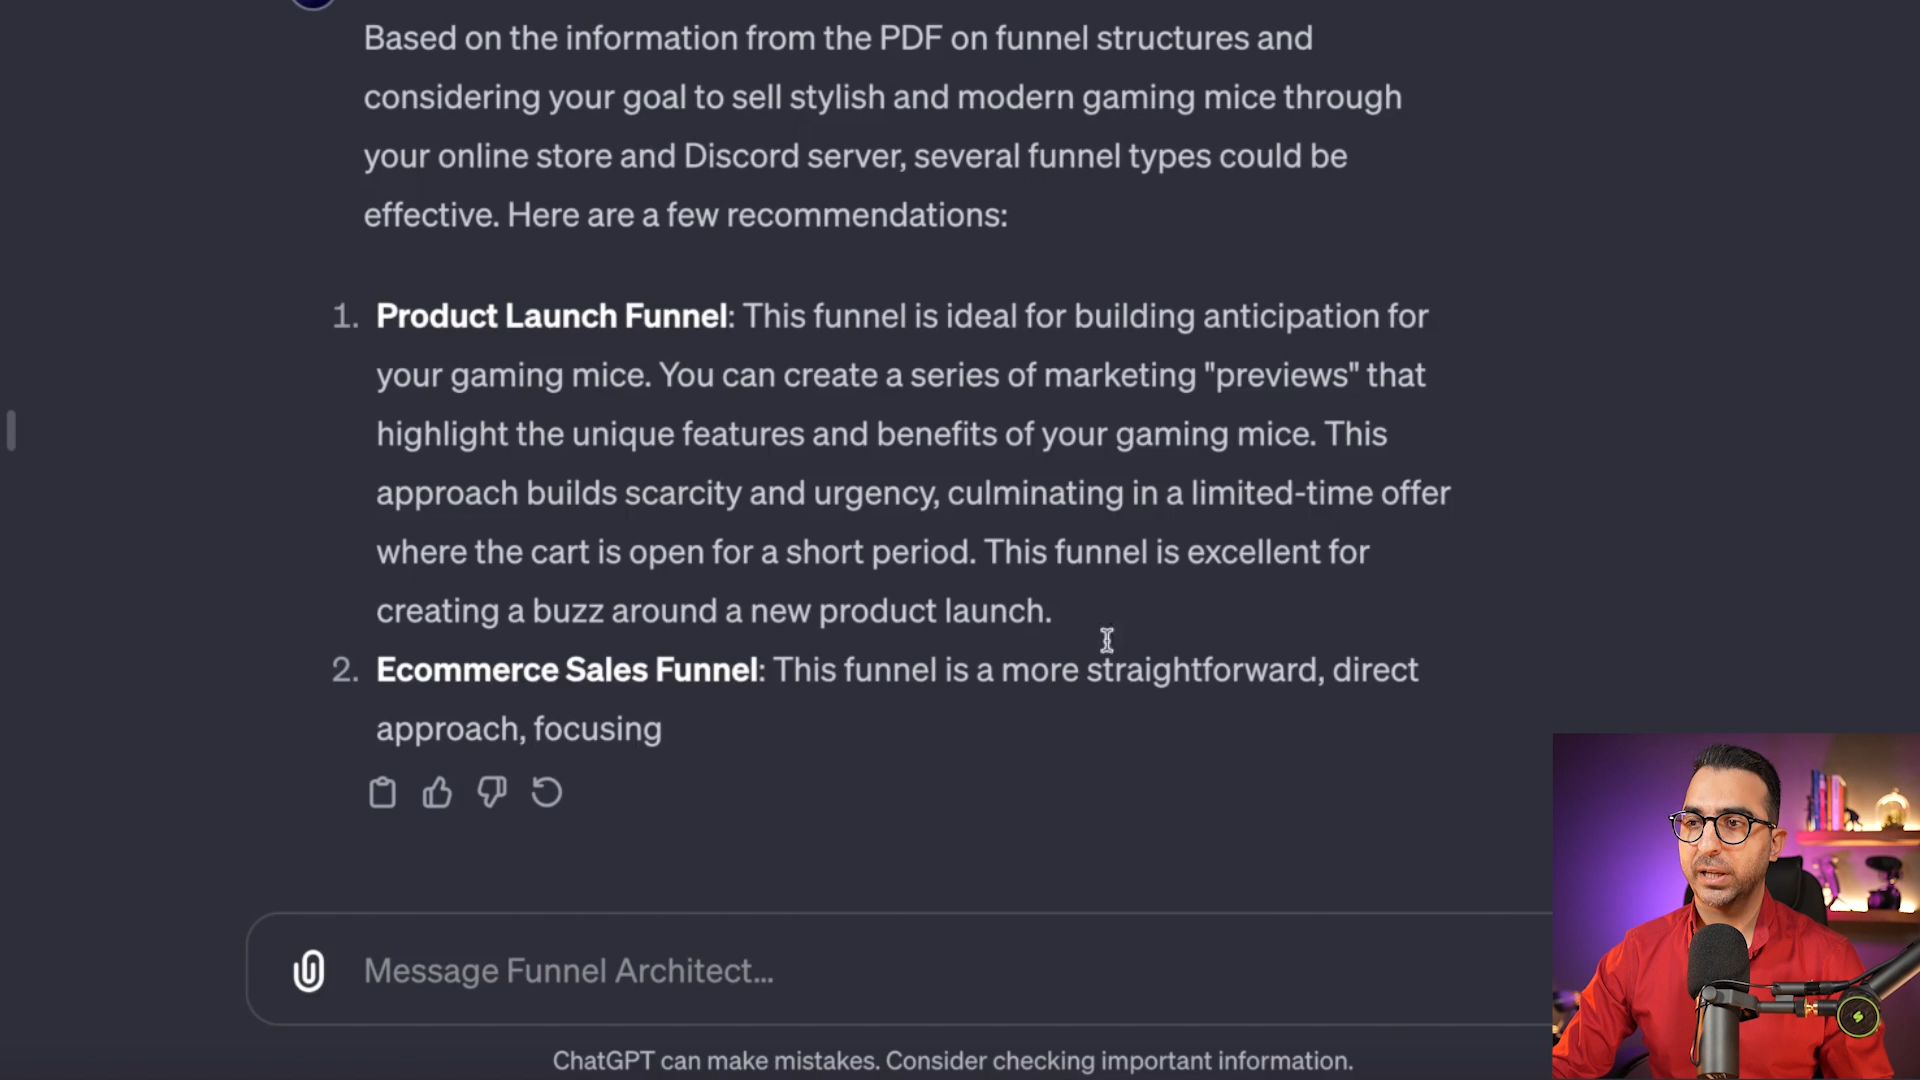 Based on the information from the PDF on funnel structures and
considering your goal to sell stylish and modern gaming mice through
your online store and Discord server, several funnel types could be
effective. Here are a few recommendations:
1. Product Launch Funnel: This funnel is ideal for building anticipation for
your gaming mice. You can create a series of marketing "previews" that
highlight the unique features and benefits of your gaming mice. This
approach builds scarcity and urgency, culminating in a limited-time offer
where the cart is open for a short period. This funnel is excellent for
creating a buzz around a new product launch.
2. Ecommerce Sales Funnel: This funnel is a more straightforward, direct
approach, focusing
Message Funnel Architect...
ChatGPT can make mistakes. Consider checking important information.